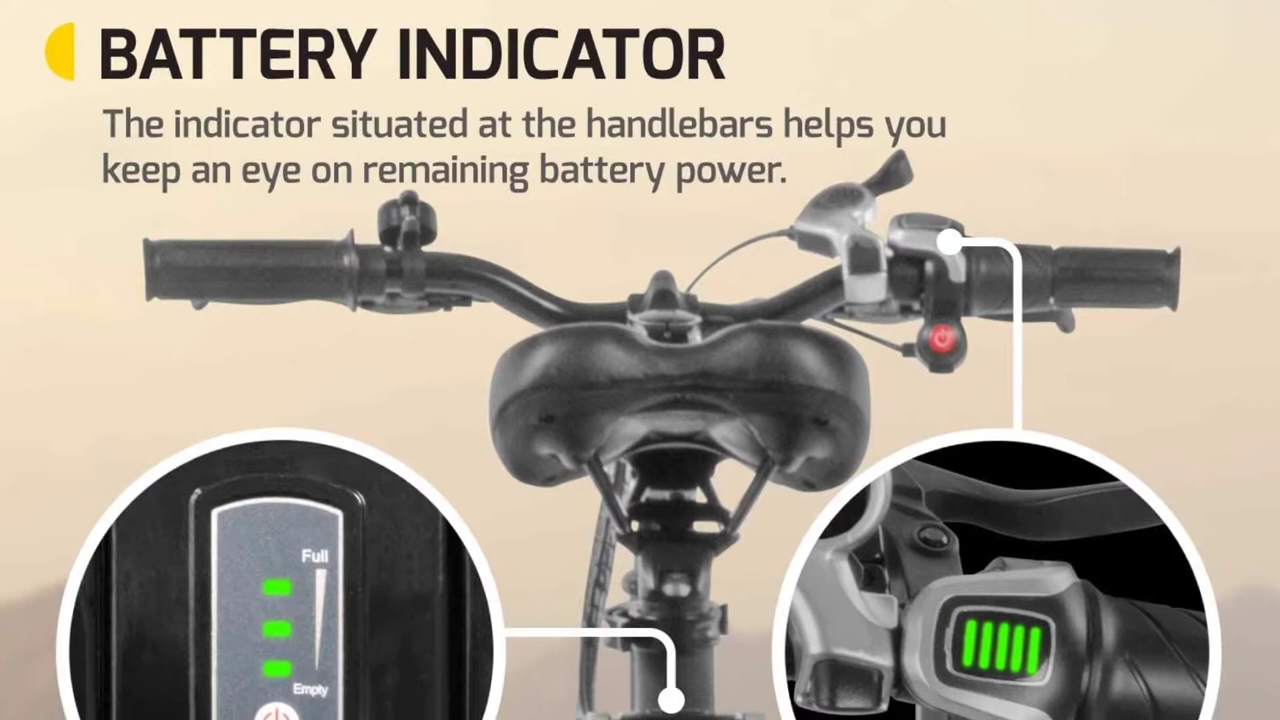 BATTERY INDICATOR
The indicator situated at the handlebars helps you
keep an eye on remaining battery power.
Full
Empty